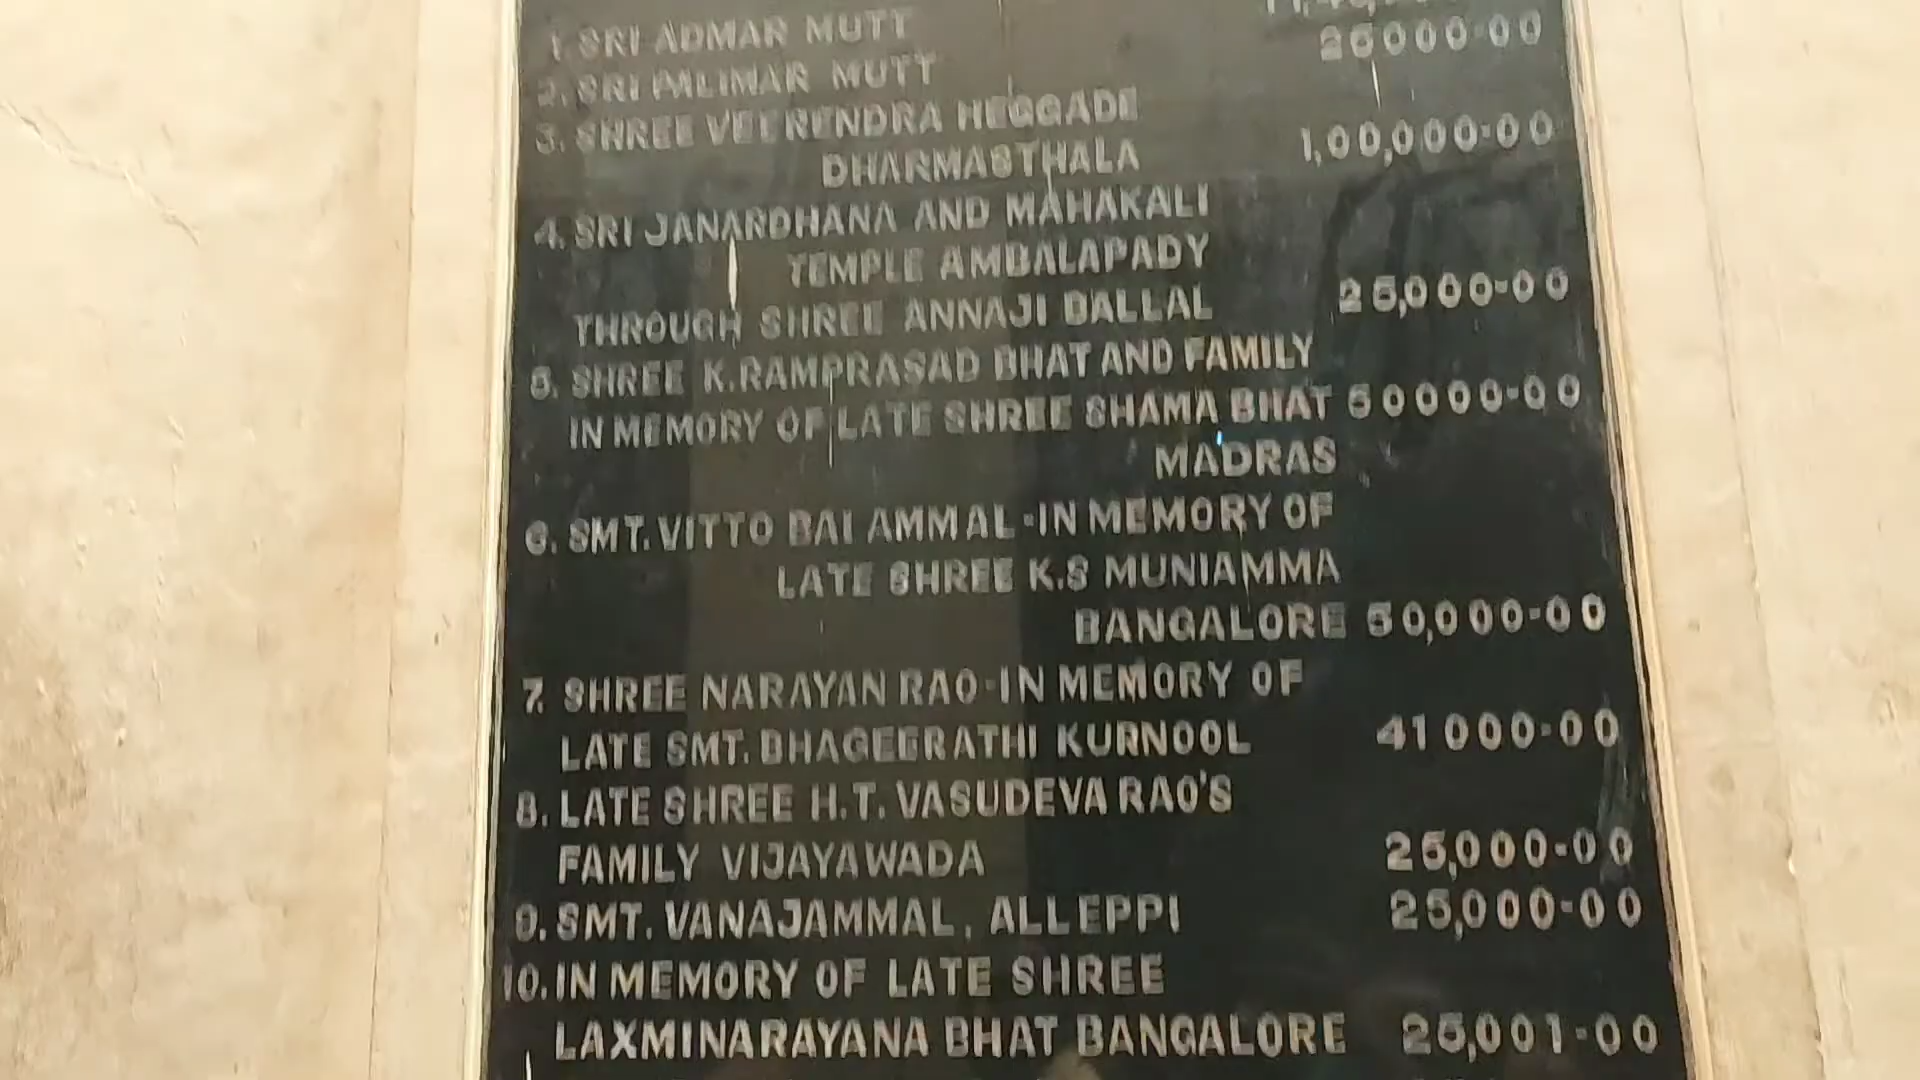 1. SRI ADMAR MUTT
2. SRI PALIMAR MUTT 25000-00
3. SHREE VEERENDRA HEGGADE
DHARMASTHALA 1,00,000-00
4. SRI JANARDHANA AND MAHAKALI
TEMPLE AMBALAPADY
THROUGH SHREE ANNAJI BALLAL 25,000-00
5. SHREE K.RAMPRASAD BHAT AND FAMILY
IN MEMORY OF LATE SHREE SHAMA BHAT 50000-00
MADRAS
6. SMT. VITTO BAI AMMAL-IN MEMORY OF
LATE SHREE K.S MUNIAMMA
BANGALORE 50,000-00
7. SHREE NARAYAN RAO-IN MEMORY OF
LATE SMT. BHAGEERATHI KURNOOL 41000-00
8. LATE SHREE H.T. VASUDEVA RAO'S
FAMILY VIJAYAWADA 25,000-00
9. SMT. VANAJAMMAL, ALLEPPI 25,000-00
10. IN MEMORY OF LATE SHREE
LAXMINARAYANA BHAT BANGALORE 25,001-00